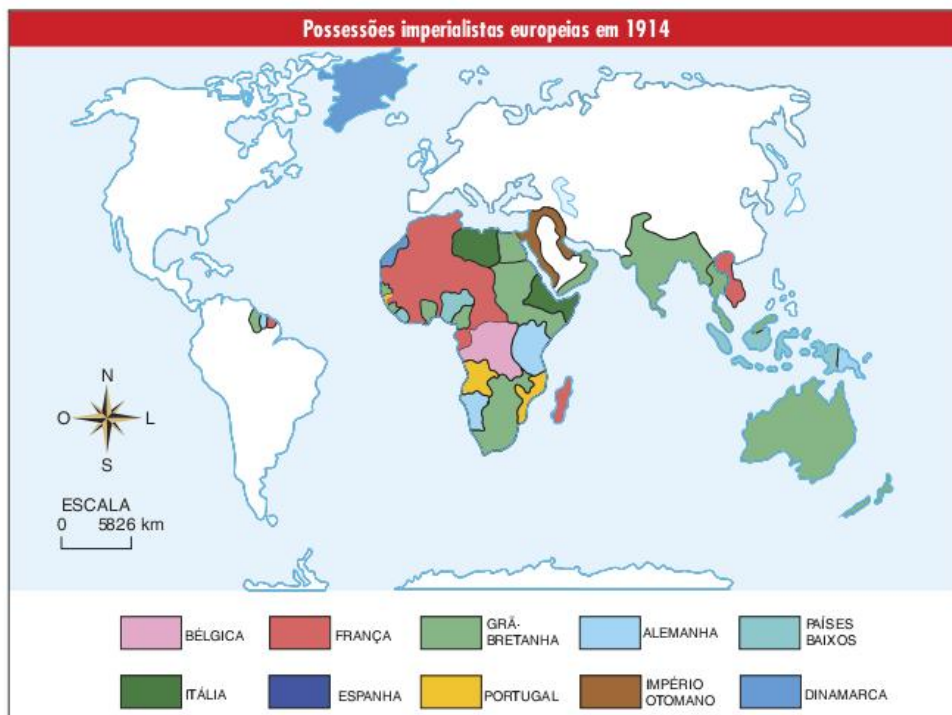 Possessões imperialistas europeias em 1914
N
O
L
S
ESCALA
0 5826 km
BÉLGICA
FRANÇA
GRÃ-
BRETANHA
ALEMANHA
PAÍSES
BAIXOS
ITÁLIA
ESPANHA
PORTUGAL
IMPÉRIO
OTOMANO
DINAMARCA